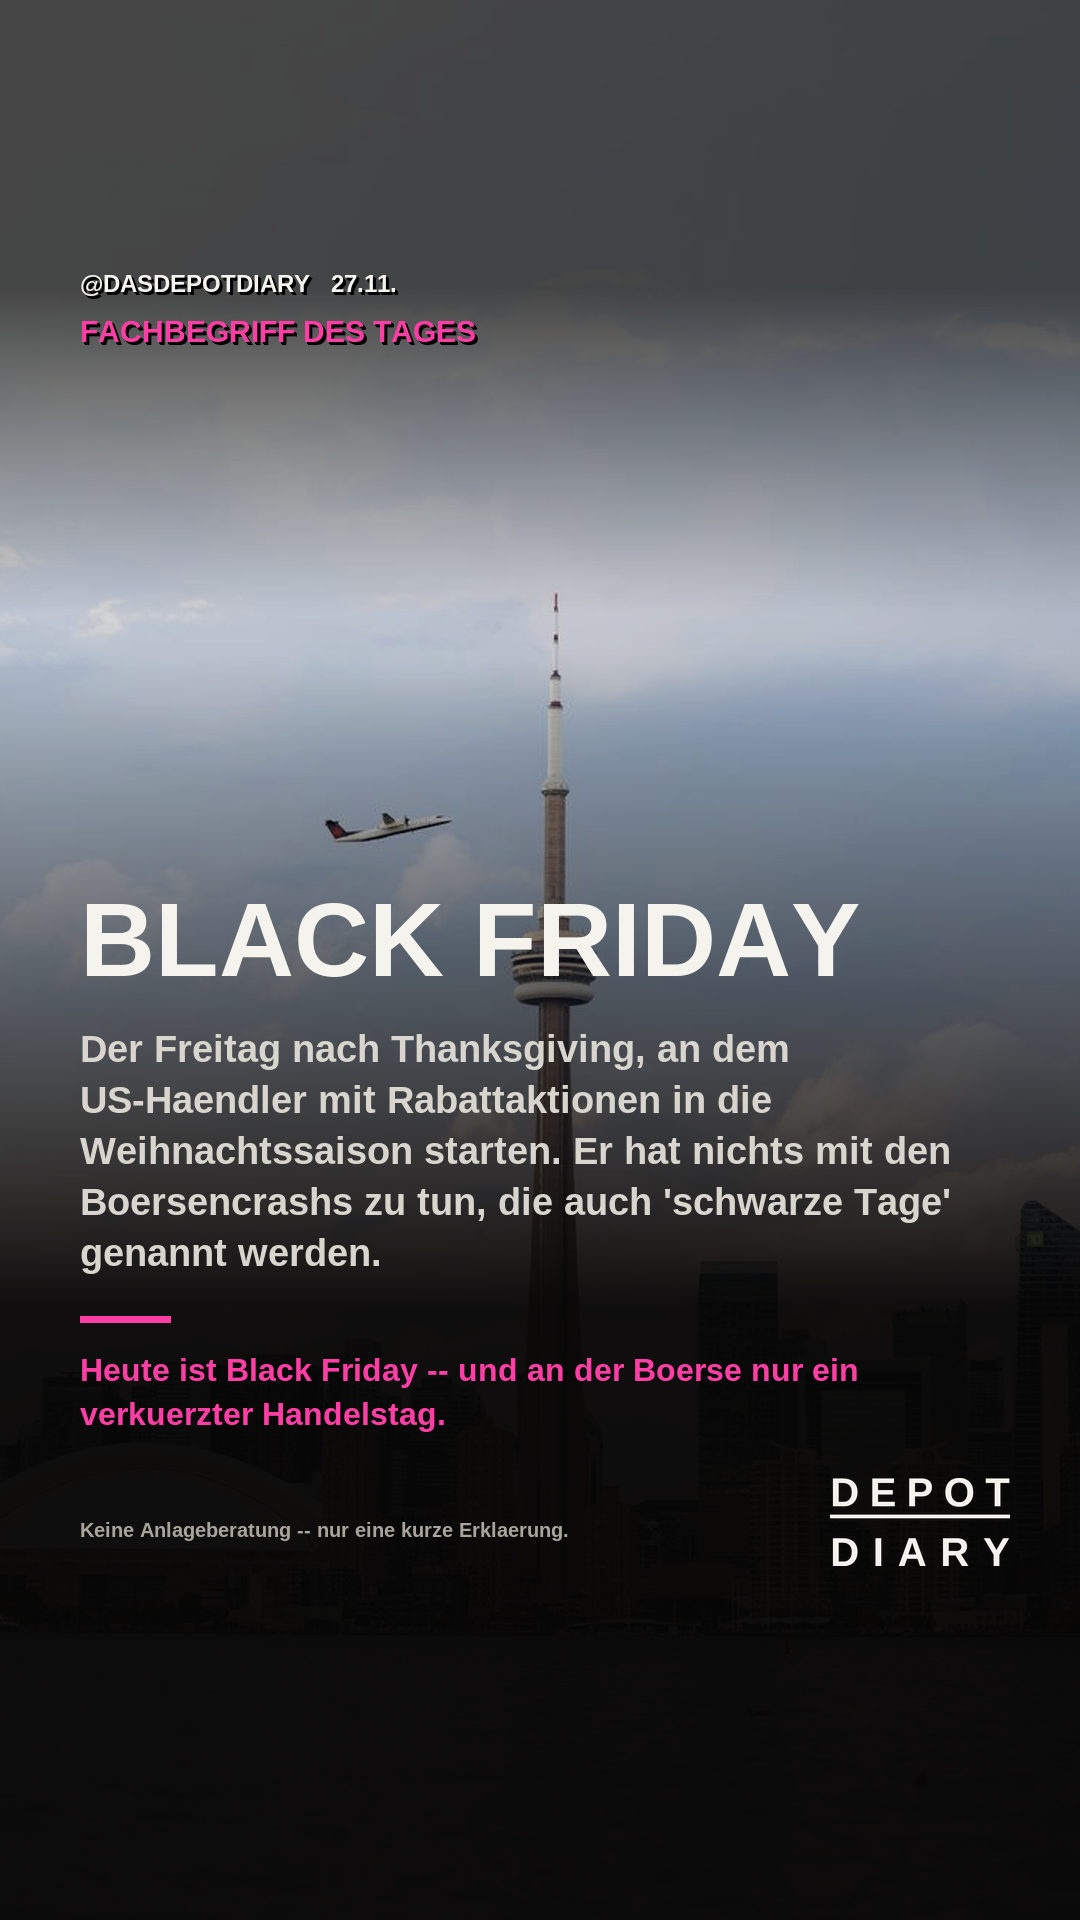 @DASDEPOTDIARY 27.11.
FACHBEGRIFF DES TAGES
BLACK FRIDAY
Der Freitag nach Thanksgiving, an dem
US-Haendler mit Rabattaktionen in die
Weihnachtssaison starten. Er hat nichts mit den
Boersencrashs zu tun, die auch 'schwarze Tage'
genannt werden.
Heute ist Black Friday -- und an der Boerse nur ein
verkuerzter Handelstag.
Keine Anlageberatung -- nur eine kurze Erklaerung.
DEPOT
DIARY